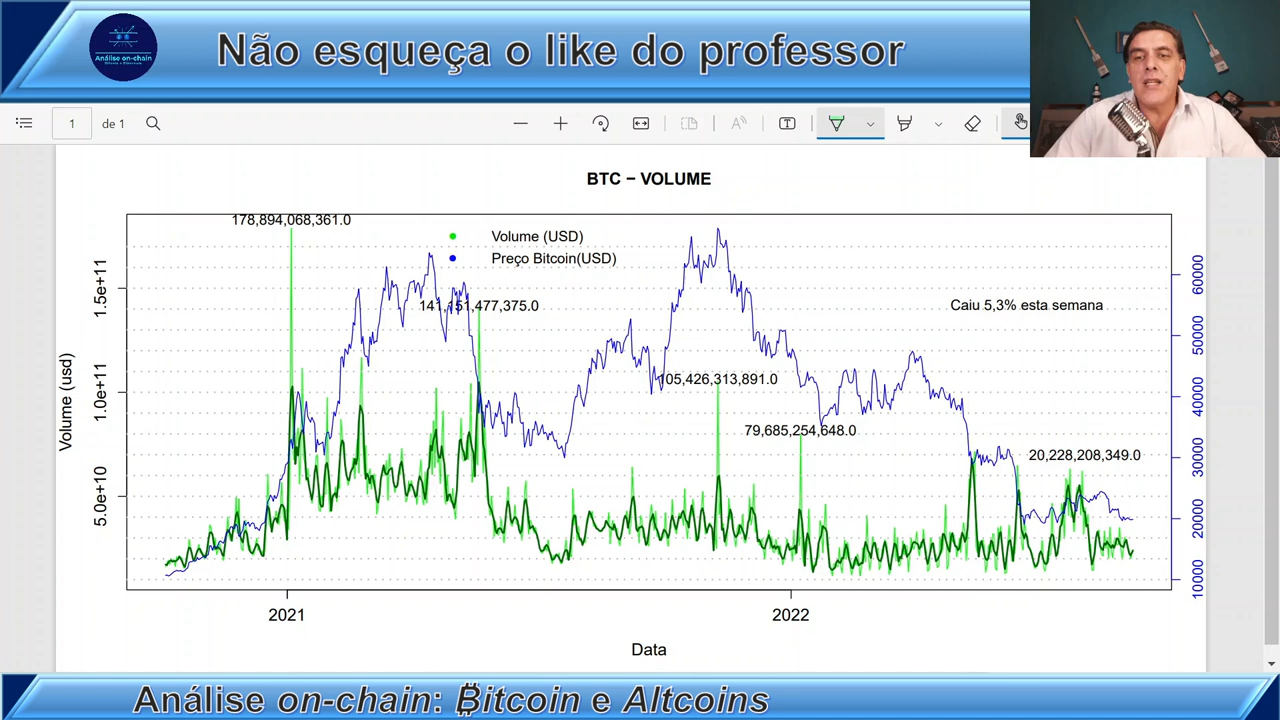 Análise on-chain
Bitcoin e Altcoins
Não esqueça o like do professor
1 de 1
BTC − VOLUME
178,894,068,361.0
Volume (USD)
Preço Bitcoin(USD)
141,151,477,375.0
Caiu 5,3% esta semana
105,426,313,891.0
79,685,254,648.0
20,228,208,349.0
Volume (usd)
1.5e+11
1.0e+11
5.0e+10
60000
50000
40000
30000
20000
10000
2021 2022
Data
Análise on-chain: ₿itcoin e Altcoins